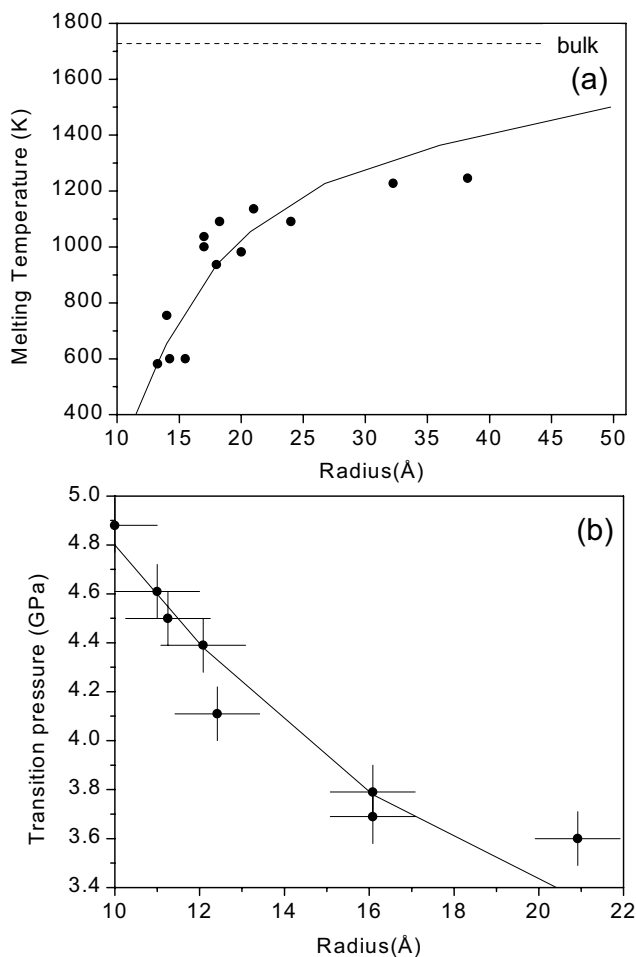 1800
bulk
(a)
1600
1400
1200
1000
800
600
400
Melting Temperature (K)
10 15 20 25 30 35 40 45 50
Radius(Å)
5.0
(b)
4.8
4.6
4.4
4.2
4.0
3.8
3.6
3.4
Transition pressure (GPa)
10 12 14 16 18 20 22
Radius(Å)